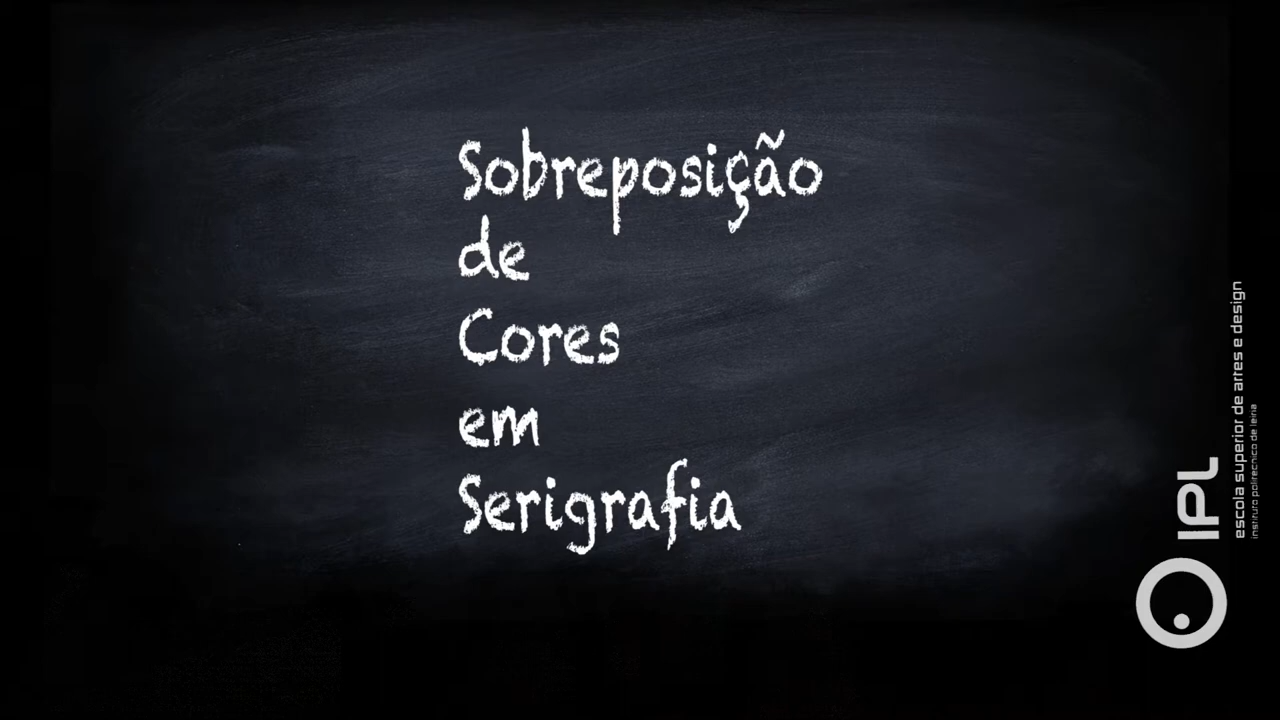 Sobreposição
de
Cores
em
Serigrafia
IPL
escola superior de artes e design
instituto politécnico de leiria